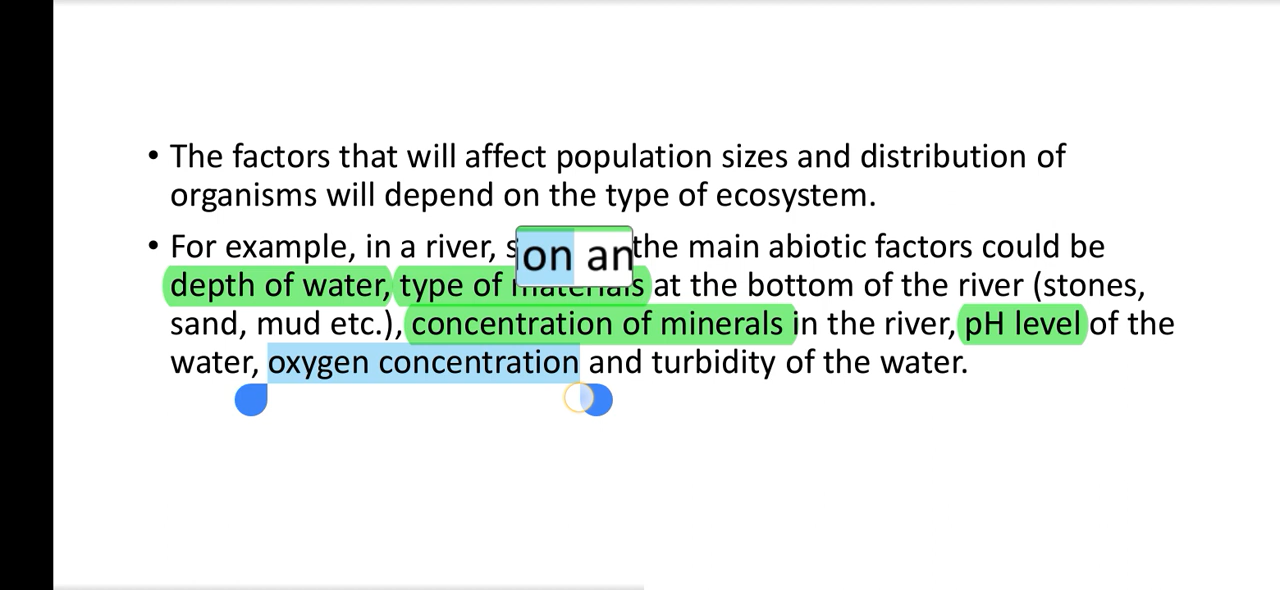 • The factors that will affect population sizes and distribution of
organisms will depend on the type of ecosystem.
• For example, in a river, the main abiotic factors could be
on an
depth of water, type of materials at the bottom of the river (stones,
sand, mud etc.), concentration of minerals in the river, pH level of the
water, oxygen concentration and turbidity of the water.